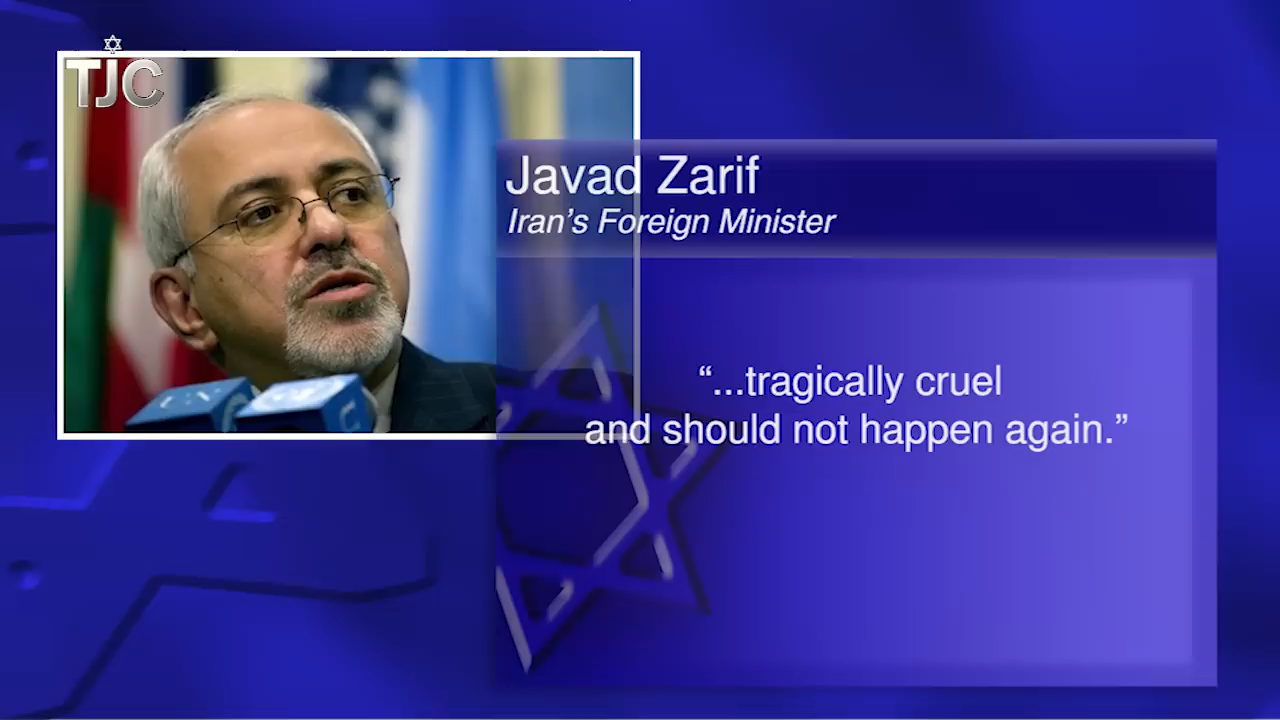 TJC
Javad Zarif
Iran’s Foreign Minister
“...tragically cruel
and should not happen again.”